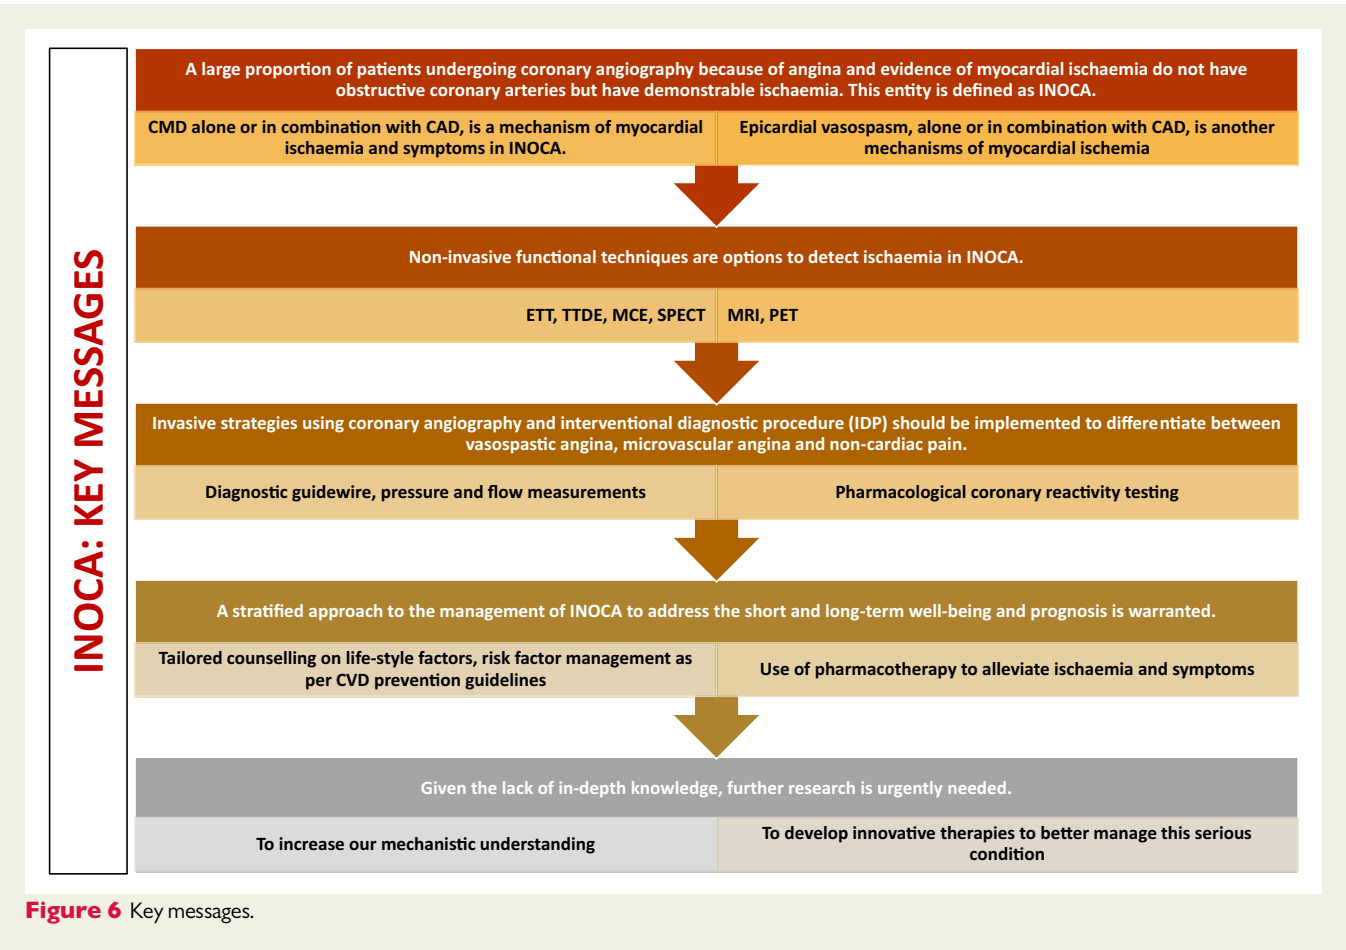 INOCA: KEY MESSAGES
A large proportion of patients undergoing coronary angiography because of angina and evidence of myocardial ischaemia do not have
obstructive coronary arteries but have demonstrable ischaemia. This entity is defined as INOCA.
CMD alone or in combination with CAD, is a mechanism of myocardial
ischaemia and symptoms in INOCA.
Epicardial vasospasm, alone or in combination with CAD, is another
mechanisms of myocardial ischemia
Non-invasive functional techniques are options to detect ischaemia in INOCA.
ETT, TTDE, MCE, SPECT
MRI, PET
Invasive strategies using coronary angiography and interventional diagnostic procedure (IDP) should be implemented to differentiate between
vasospastic angina, microvascular angina and non-cardiac pain.
Diagnostic guidewire, pressure and flow measurements
Pharmacological coronary reactivity testing
A stratified approach to the management of INOCA to address the short and long-term well-being and prognosis is warranted.
Tailored counselling on life-style factors, risk factor management as
per CVD prevention guidelines
Use of pharmacotherapy to alleviate ischaemia and symptoms
Given the lack of in-depth knowledge, further research is urgently needed.
To increase our mechanistic understanding
To develop innovative therapies to better manage this serious
condition
Figure 6 Key messages.